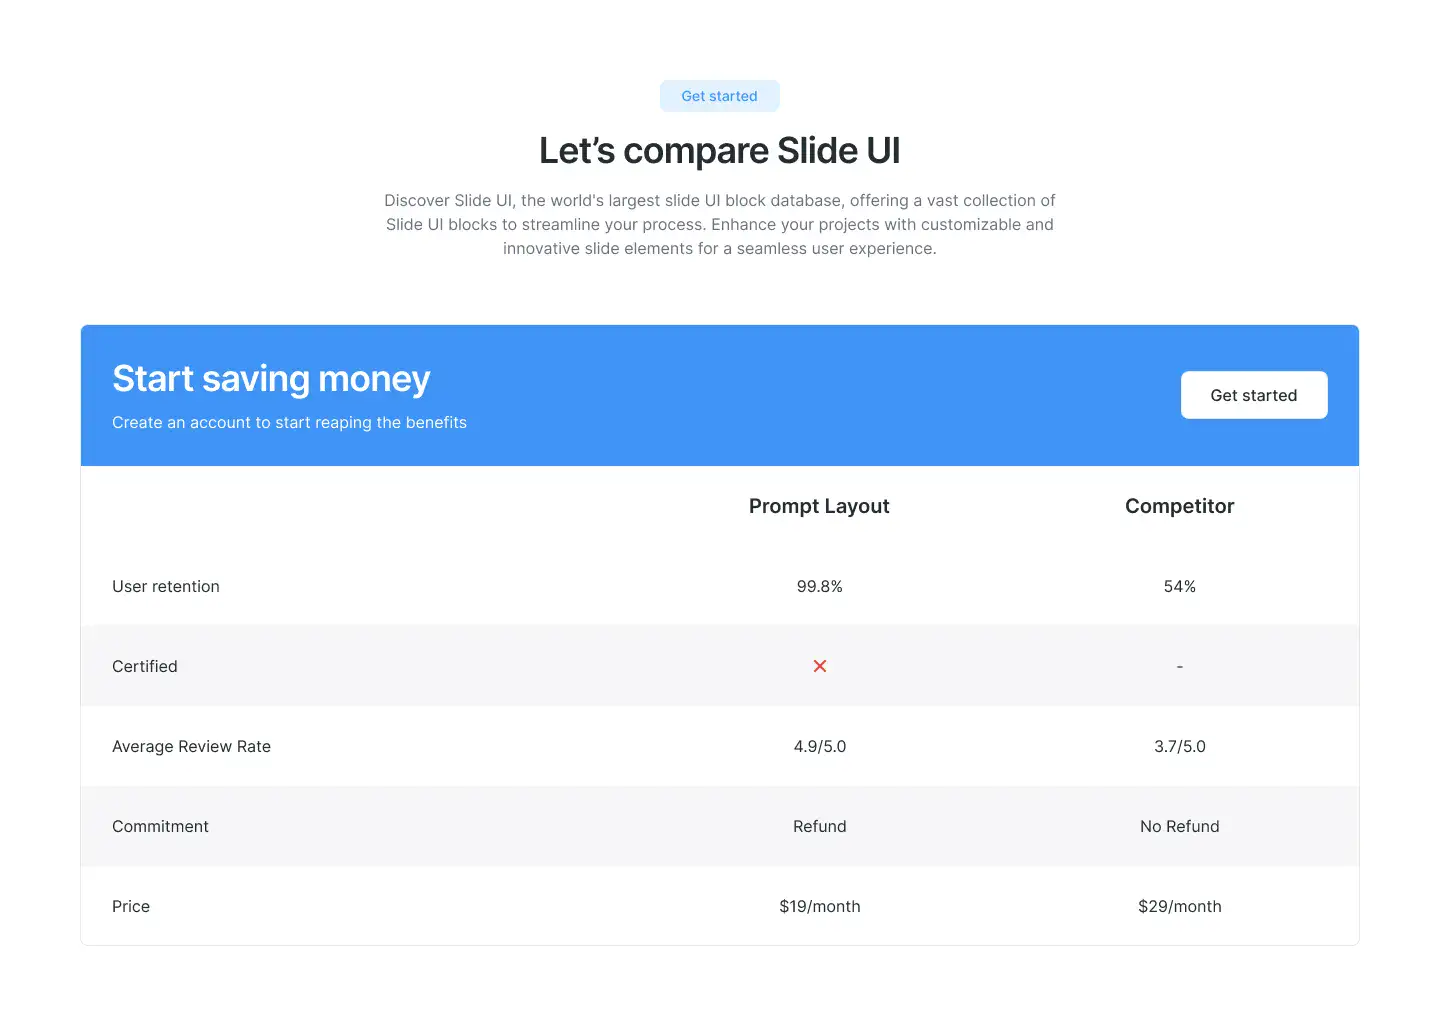 Get started
Let’s compare Slide UI
Discover Slide UI, the world's largest slide UI block database, offering a vast collection of
Slide UI blocks to streamline your process. Enhance your projects with customizable and
innovative slide elements for a seamless user experience.
Start saving money
Create an account to start reaping the benefits
Get started
Prompt Layout Competitor
User retention 99.8% 54%
Certified ✕ -
Average Review Rate 4.9/5.0 3.7/5.0
Commitment Refund No Refund
Price $19/month $29/month